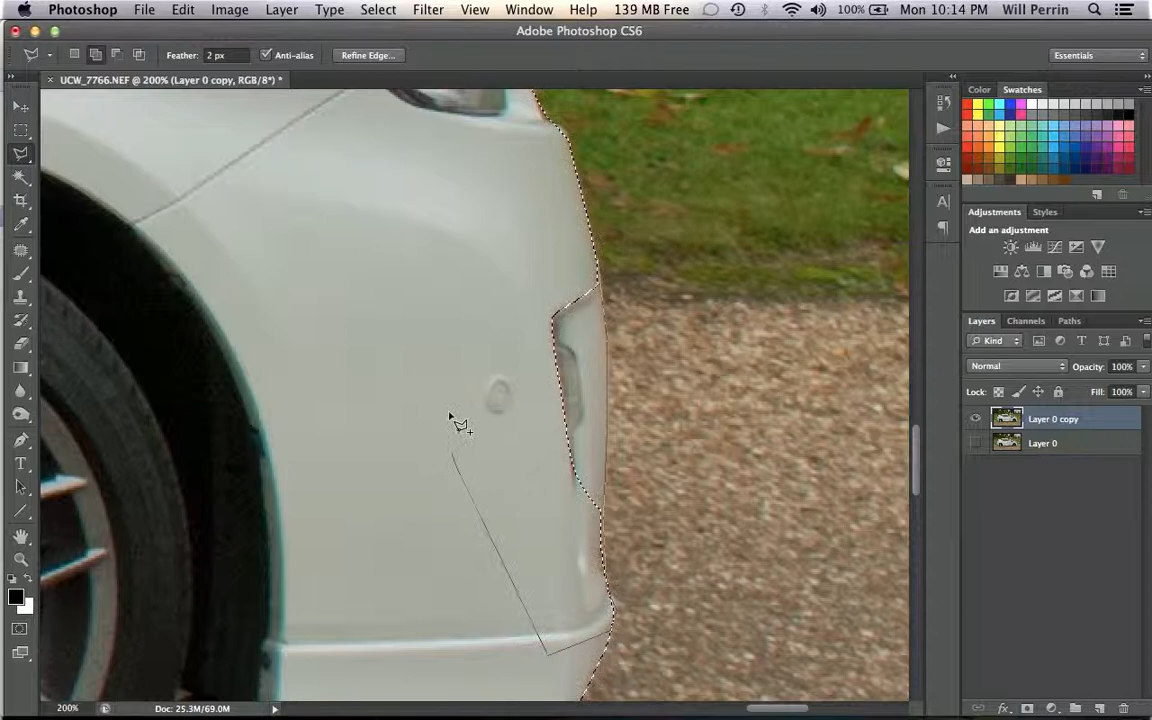 Photoshop File Edit Image Layer Type Select Filter View Window Help 139 MB Free 100% Mon 10:14 PM Will Perrin
Adobe Photoshop CS6
Feather: 2 px Anti-alias Refine Edge... Essentials
UCW_7766.NEF @ 200% (Layer 0 copy, RGB/8*) *
Color Swatches
Adjustments Styles
Add an adjustment
Layers Channels Paths
Kind
Normal Opacity: 100%
Lock: Fill: 100%
Layer 0 copy
Layer 0
200% Doc: 25.3M/69.0M